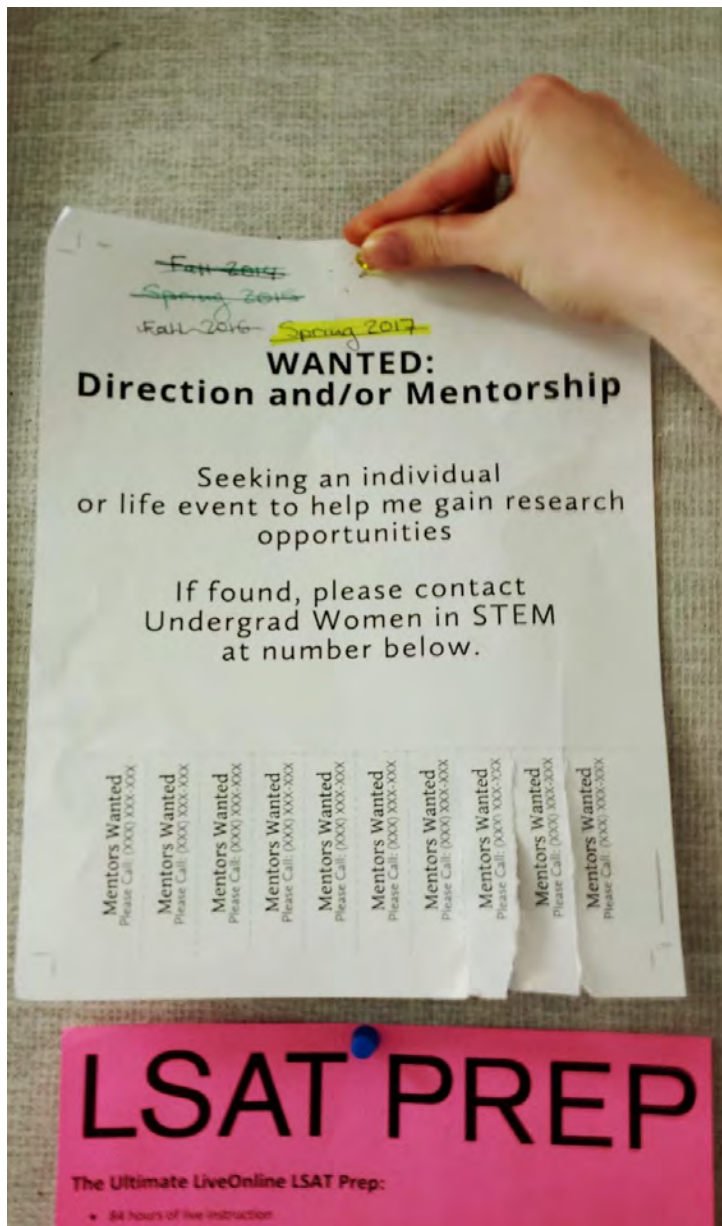 Fall 2014
Spring 2015
Fall 2016 Spring 2017
WANTED:
Direction and/or Mentorship
Seeking an individual
or life event to help me gain research
opportunities
If found, please contact
Undergrad Women in STEM
at number below.
Mentors Wanted
Please Call: (XXX) XXX-XXX
Mentors Wanted
Please Call: (XXX) XXX-XXX
Mentors Wanted
Please Call: (XXX) XXX-XXX
Mentors Wanted
Please Call: (XXX) XXX-XXX
Mentors Wanted
Please Call: (XXX) XXX-XXX
Mentors Wanted
Please Call: (XXX) XXX-XXX
Mentors Wanted
Please Call: (XXX) XXX-XXX
Mentors Wanted
Please Call: (XXX) XXX-XXX
Mentors Wanted
Please Call: (XXX) XXX-XXX
Mentors Wanted
Please Call: (XXX) XXX-XXX
LSAT PREP
The Ultimate LiveOnline LSAT Prep:
• 84 hours of live instruction